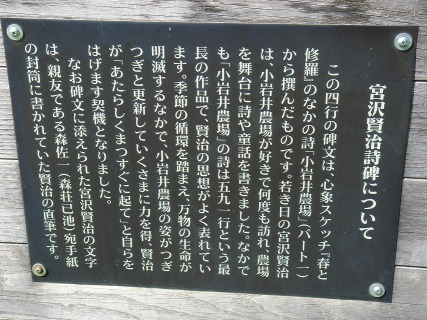 宮沢賢治詩碑について
この四行の碑文は、心象スケッチ『春と
修羅』のなかの詩「小岩井農場」(パート一)
から撰んだものです。若き日の宮沢賢治
は、小岩井農場が好きで何度も訪れ、農場
を舞台に詩や童話を書きました。なかで
も「小岩井農場」の詩は五九一行という最
長の作品で、賢治の思想がよく表れてい
ます。季節の循環を踏まえ、万物の生命が
明滅するなかで、小岩井農場の姿がつぎ
つぎと更新していくさまに力を得、賢治
が「あたらしくまつすぐに起て」と自らを
はげます契機となりました。
なお碑文に添えられた宮沢賢治の文字
は、親友である森佐一(森荘已池)宛手紙
の封筒に書かれていた賢治の直筆です。